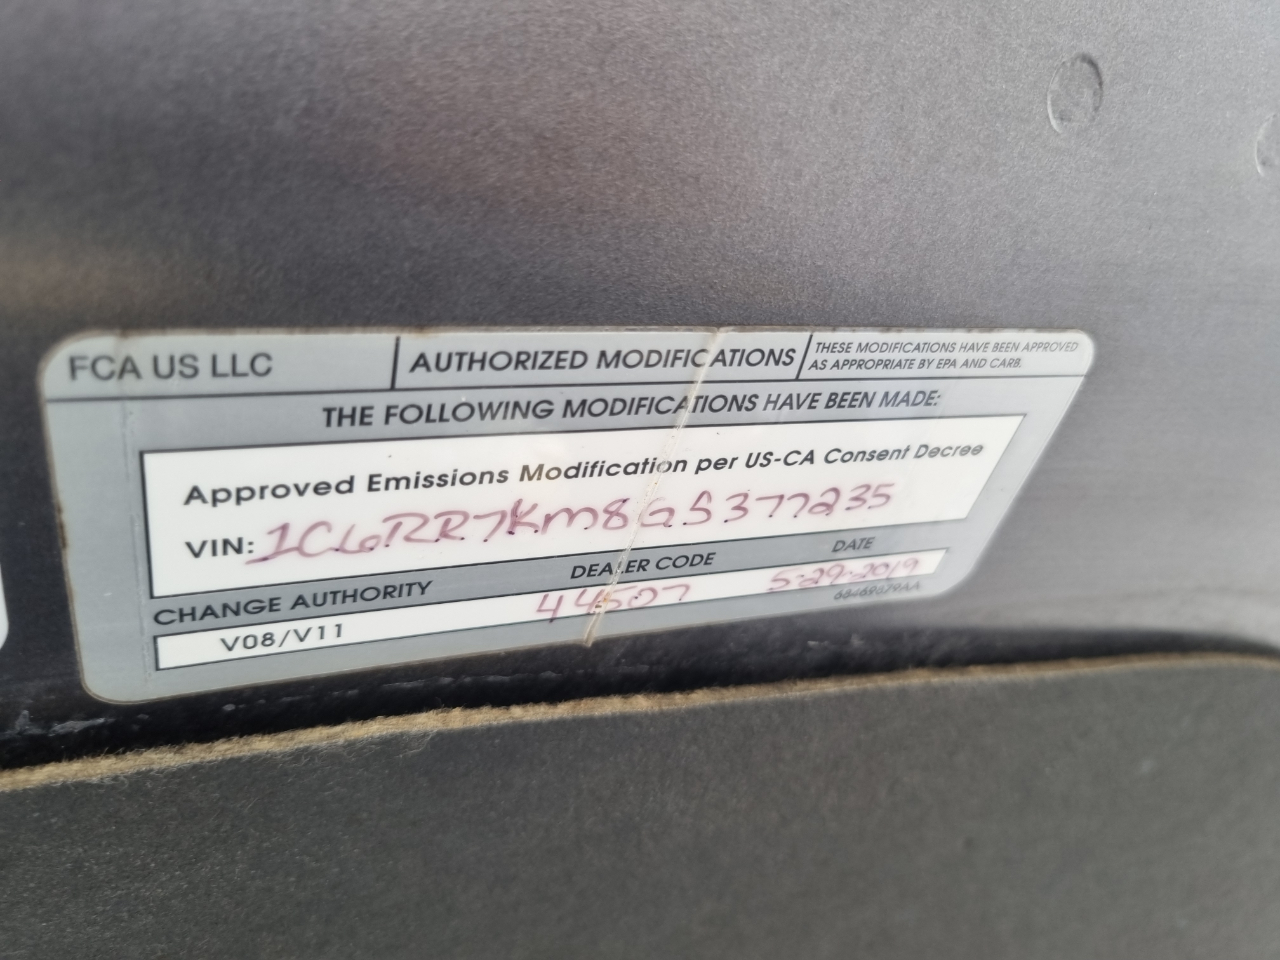 FCA US LLC
AUTHORIZED MODIFICATIONS
THESE MODIFICATIONS HAVE BEEN APPROVED
AS APPROPRIATE BY EPA AND CARB.
THE FOLLOWING MODIFICATIONS HAVE BEEN MADE:
Approved Emissions Modification per US-CA Consent Decree
VIN: 1C6RR7KM8GS377235
CHANGE AUTHORITY
DEALER CODE
DATE
V08/V11
44507
5-29-2019
68469879AA